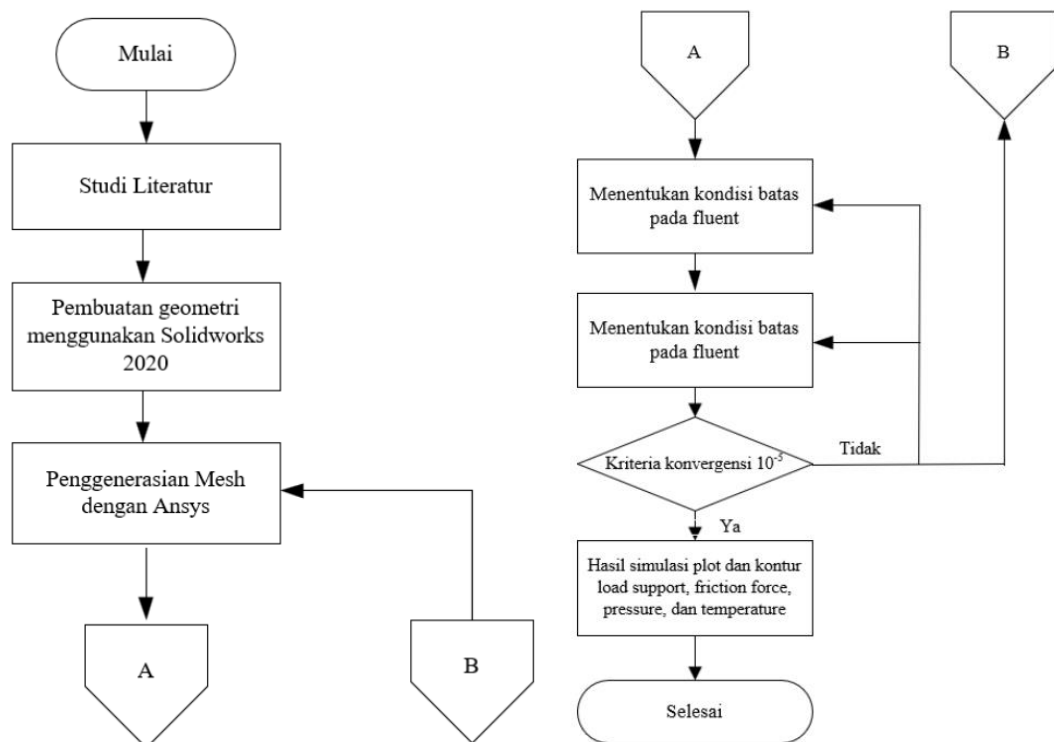 Mulai
Studi Literatur
Pembuatan geometri
menggunakan Solidworks
2020
Penggenerasian Mesh
dengan Ansys
A
B
A
B
Menentukan kondisi batas
pada fluent
Menentukan kondisi batas
pada fluent
Kriteria konvergensi 10⁻⁵
Tidak
Ya
Hasil simulasi plot dan kontur
load support, friction force,
pressure, dan temperature
Selesai